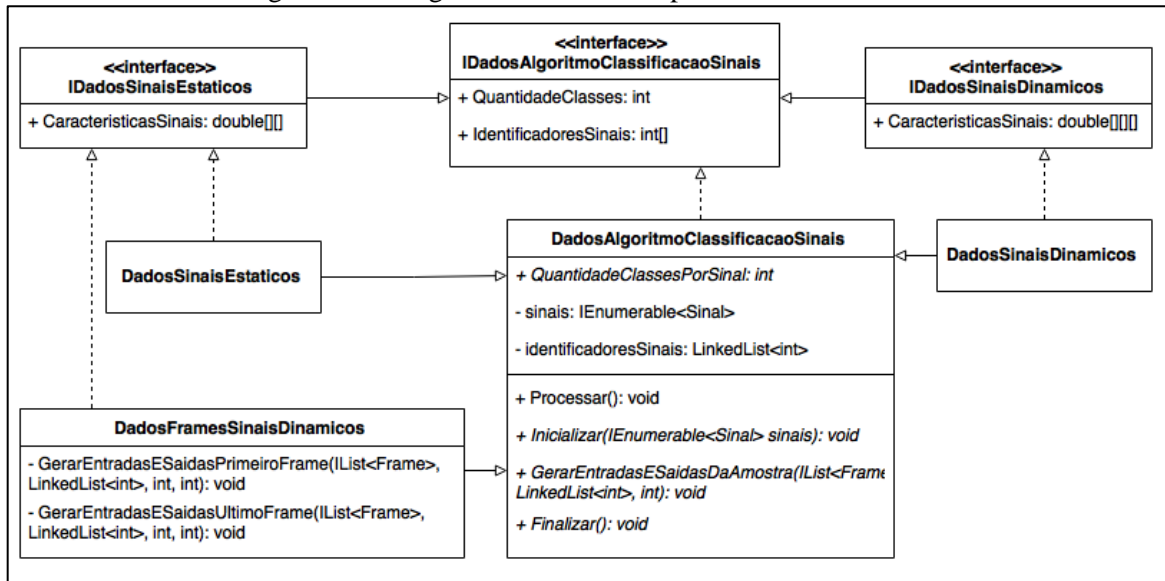 <<interface>>
IDadosSinaisEstaticos
+ CaracteristicasSinais: double[][]
<<interface>>
IDadosAlgoritmoClassificacaoSinais
+ QuantidadeClasses: int
+ IdentificadoresSinais: int[]
<<interface>>
IDadosSinaisDinamicos
+ CaracteristicasSinais: double[][][]
DadosSinaisEstaticos
DadosAlgoritmoClassificacaoSinais
+ QuantidadeClassesPorSinal: int
- sinais: IEnumerable<Sinal>
- identificadoresSinais: LinkedList<int>
+ Processar(): void
+ Inicializar(IEnumerable<Sinal> sinais): void
+ GerarEntradasESaidasDaAmostra(IList<Frame
LinkedList<int>, int): void
+ Finalizar(): void
DadosSinaisDinamicos
DadosFramesSinaisDinamicos
- GerarEntradasESaidasPrimeiroFrame(IList<Frame>,
LinkedList<int>, int, int): void
- GerarEntradasESaidasUltimoFrame(IList<Frame>,
LinkedList<int>, int, int): void